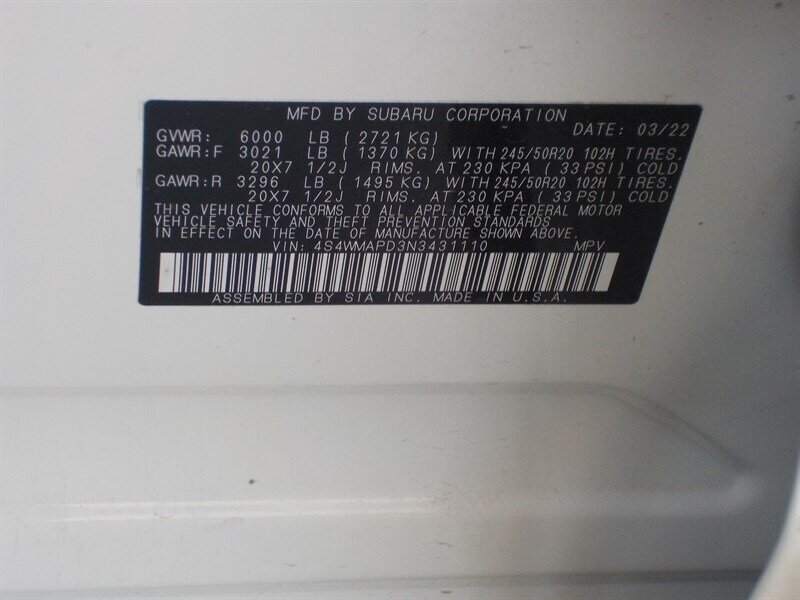 MFD BY SUBARU CORPORATION
GVWR: 6000 LB ( 2721 KG) DATE: 03/22
GAWR: F 3021 LB ( 1370 KG) WITH 245/50R20 102H TIRES.
20X7 1/2J RIMS. AT 230 KPA ( 33 PSI) COLD
GAWR: R 3296 LB ( 1495 KG) WITH 245/50R20 102H TIRES.
20X7 1/2J RIMS. AT 230 KPA ( 33 PSI) COLD
THIS VEHICLE CONFORMS TO ALL APPLICABLE FEDERAL MOTOR
VEHICLE SAFETY AND THEFT PREVENTION STANDARDS
IN EFFECT ON THE DATE OF MANUFACTURE SHOWN ABOVE.
VIN: 4S4WMAPD3N3431110 MPV
ASSEMBLED BY SIA INC. MADE IN U.S.A.